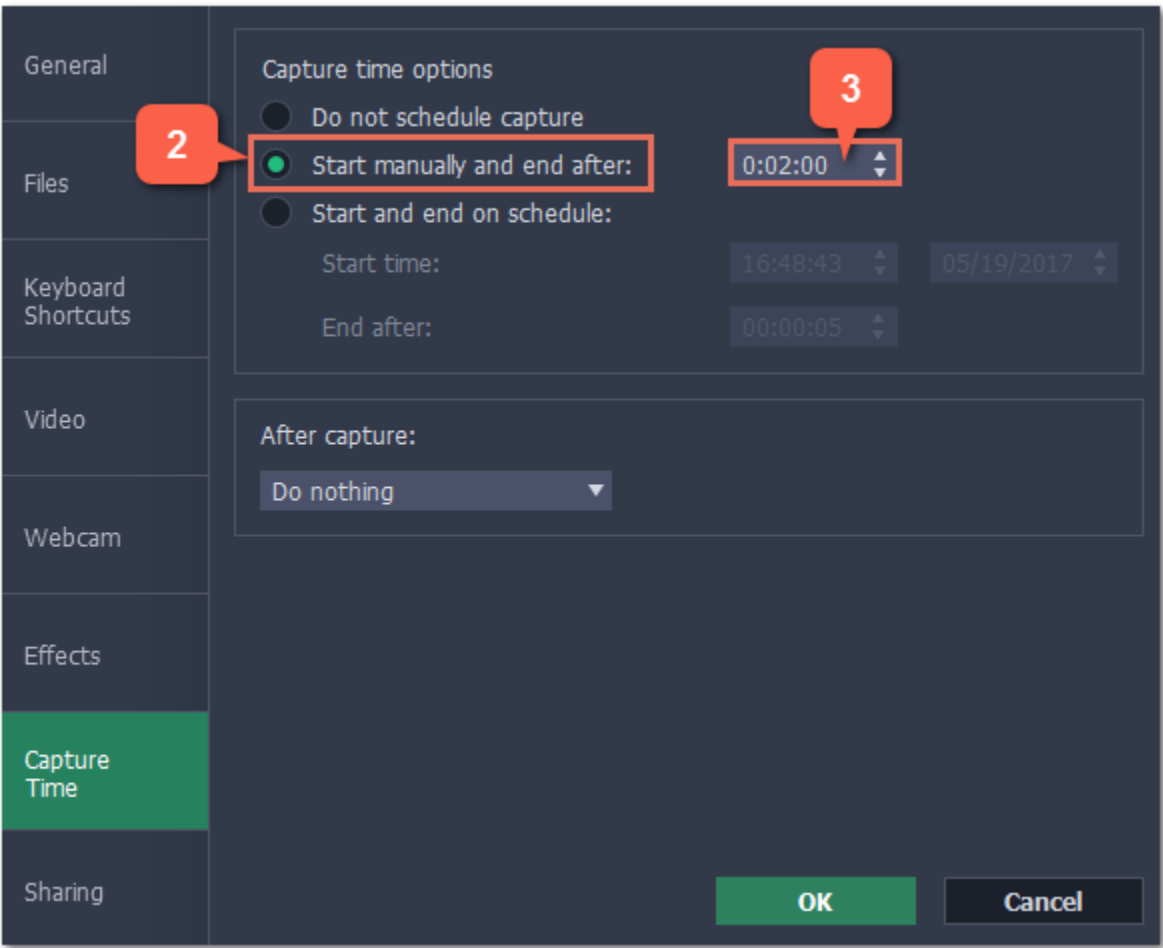 General
Files
Keyboard
Shortcuts
Video
Webcam
Effects
Capture
Time
Sharing
Capture time options
3
Do not schedule capture
2
Start manually and end after: 0:02:00
Start and end on schedule:
Start time: 16:48:43 05/19/2017
End after: 00:00:05
After capture:
Do nothing
OK Cancel